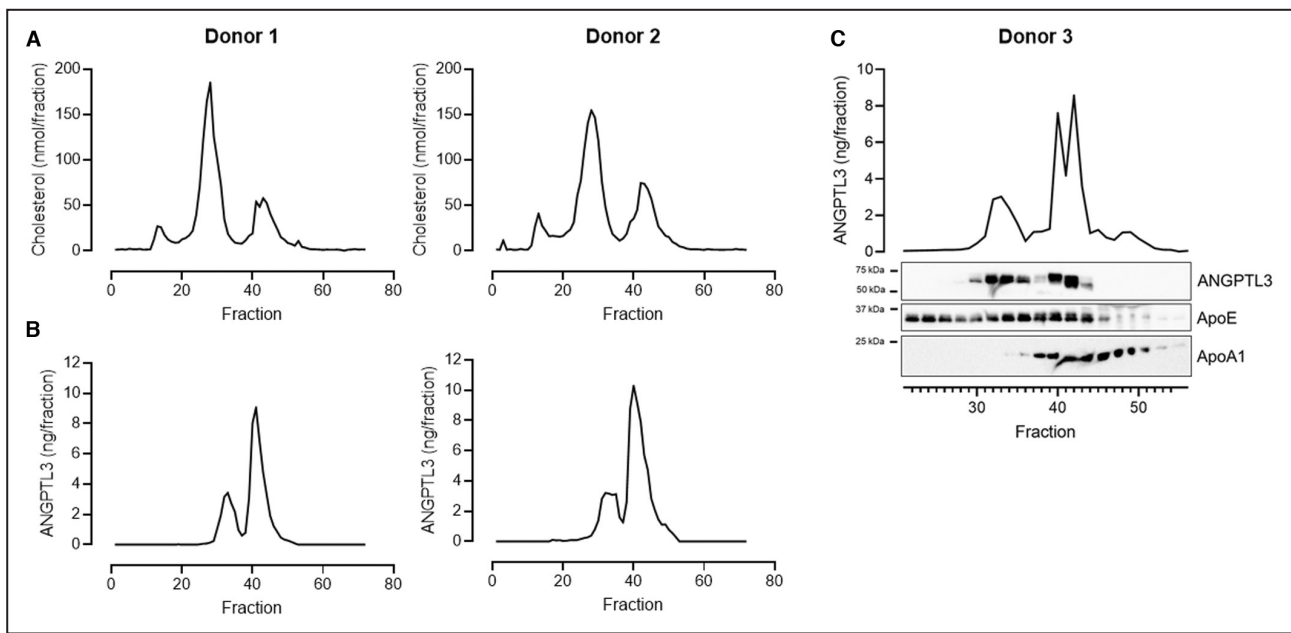 A
Donor 1
Donor 2
Cholesterol (nmol/fraction)
200
150
100
50
0
0 20 40 60 80
Fraction
Cholesterol (nmol/fraction)
200
150
100
50
0
0 20 40 60 80
Fraction
B
ANGPTL3 (ng/fraction)
12
10
8
6
4
2
0
0 20 40 60 80
Fraction
ANGPTL3 (ng/fraction)
12
10
8
6
4
2
0
0 20 40 60 80
Fraction
C
Donor 3
ANGPTL3 (ng/fraction)
10
8
6
4
2
0
75 kDa
50 kDa
ANGPTL3
37 kDa
ApoE
25 kDa
ApoA1
30 40 50
Fraction